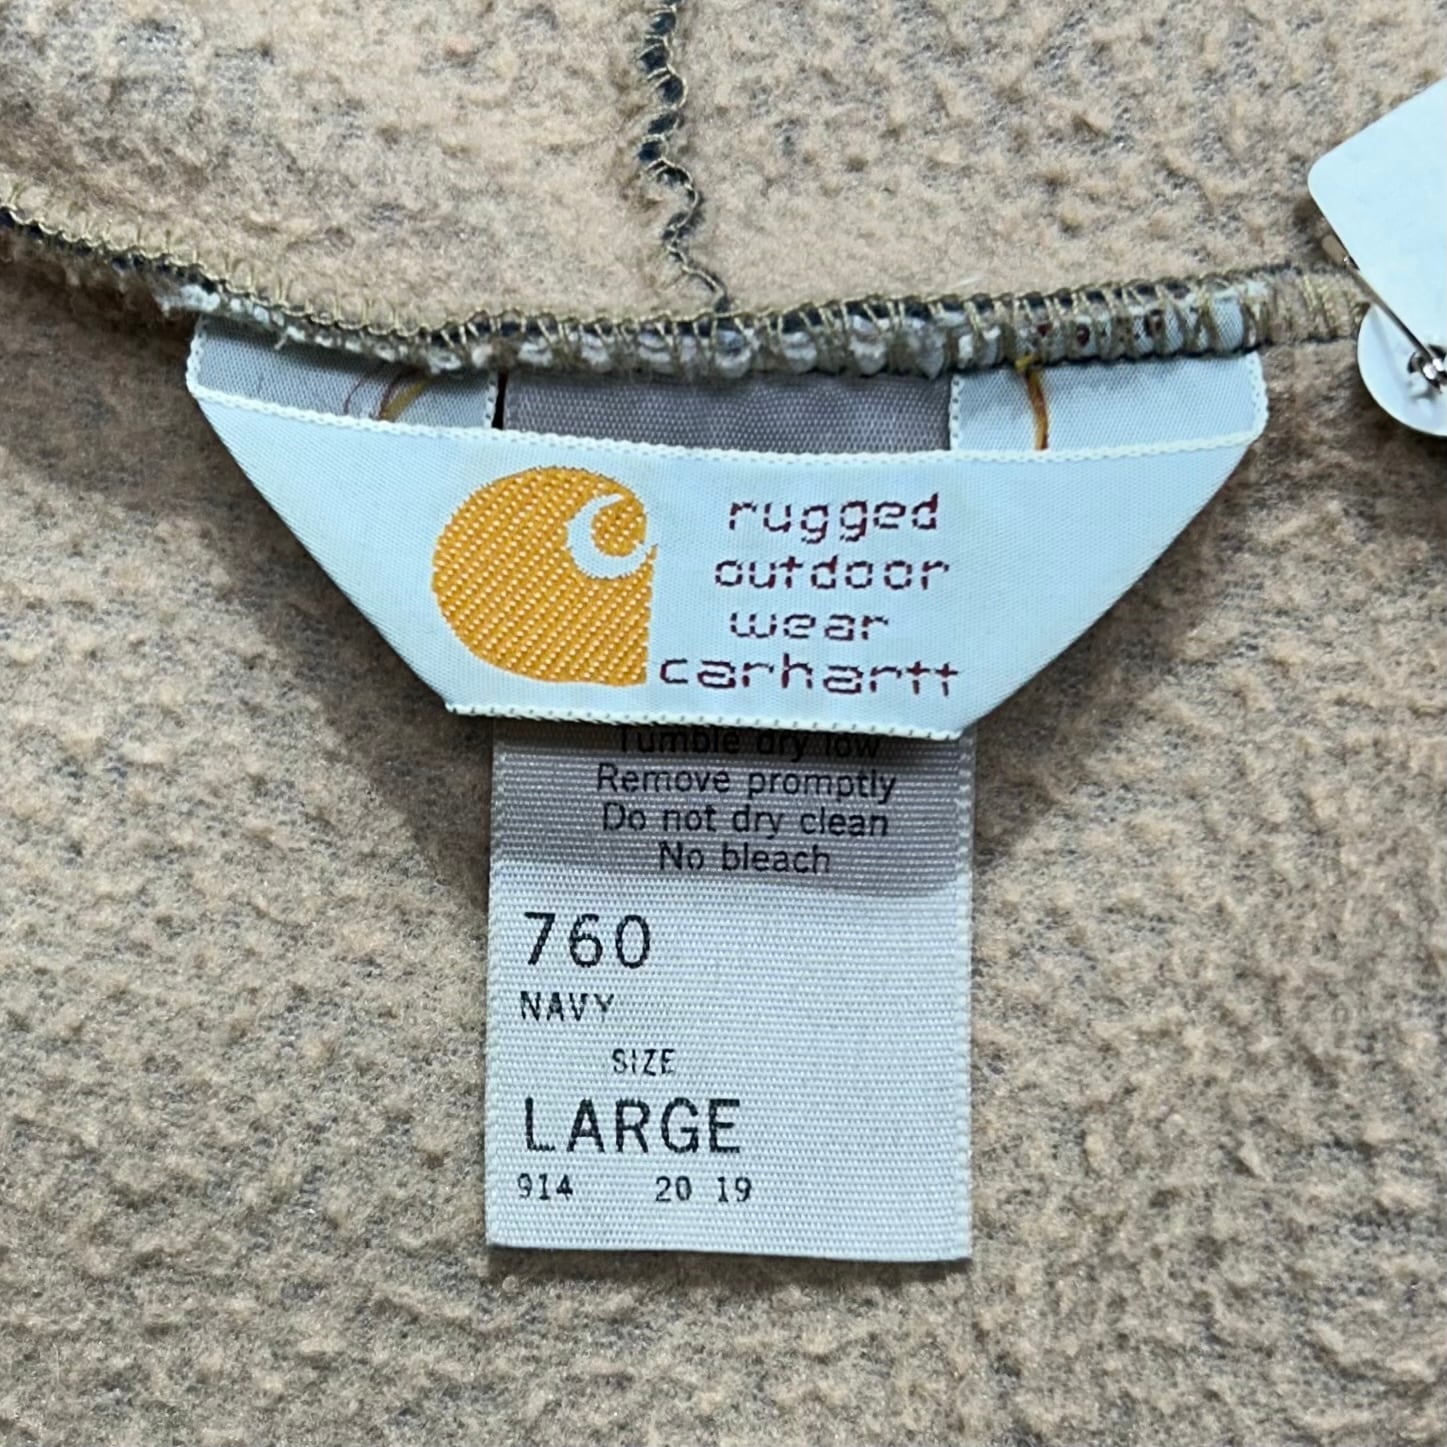 rugged
outdoor
wear
carhartt
Tumble dry low
Remove promptly
Do not dry clean
No bleach
760
NAVY
SIZE
LARGE
914 20 19